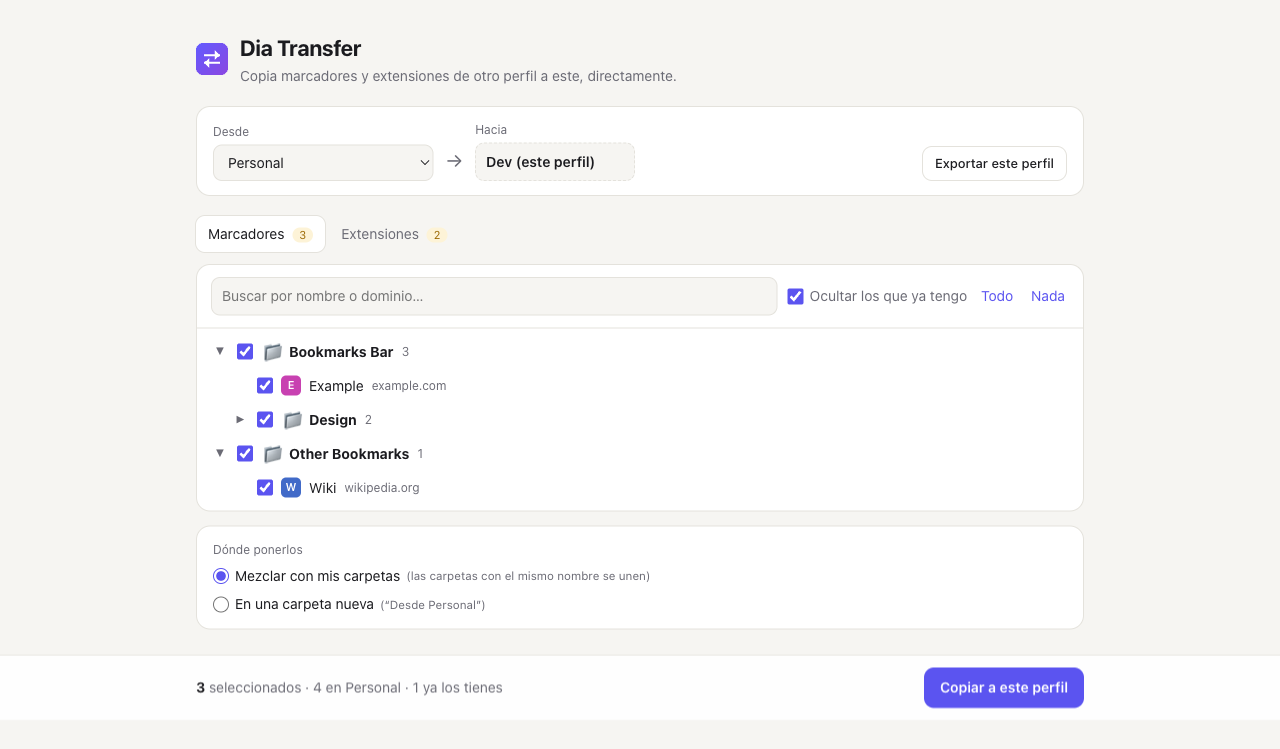 Dia Transfer
Copia marcadores y extensiones de otro perfil a este, directamente.
Desde
Hacia
Personal
→
Dev (este perfil)
Exportar este perfil
Marcadores 3
Extensiones 2
Buscar por nombre o dominio…
Ocultar los que ya tengo
Todo
Nada
Bookmarks Bar 3
E Example example.com
Design 2
Other Bookmarks 1
W Wiki wikipedia.org
Dónde ponerlos
Mezclar con mis carpetas (las carpetas con el mismo nombre se unen)
En una carpeta nueva (“Desde Personal”)
3 seleccionados · 4 en Personal · 1 ya los tienes
Copiar a este perfil